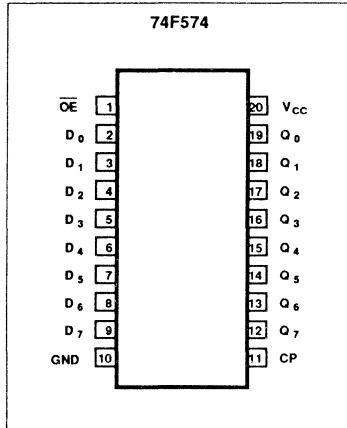 74F574
OE 1 20 VCC
D0 2 19 Q0
D1 3 18 Q1
D2 4 17 Q2
D3 5 16 Q3
D4 6 15 Q4
D5 7 14 Q5
D6 8 13 Q6
D7 9 12 Q7
GND 10 11 CP